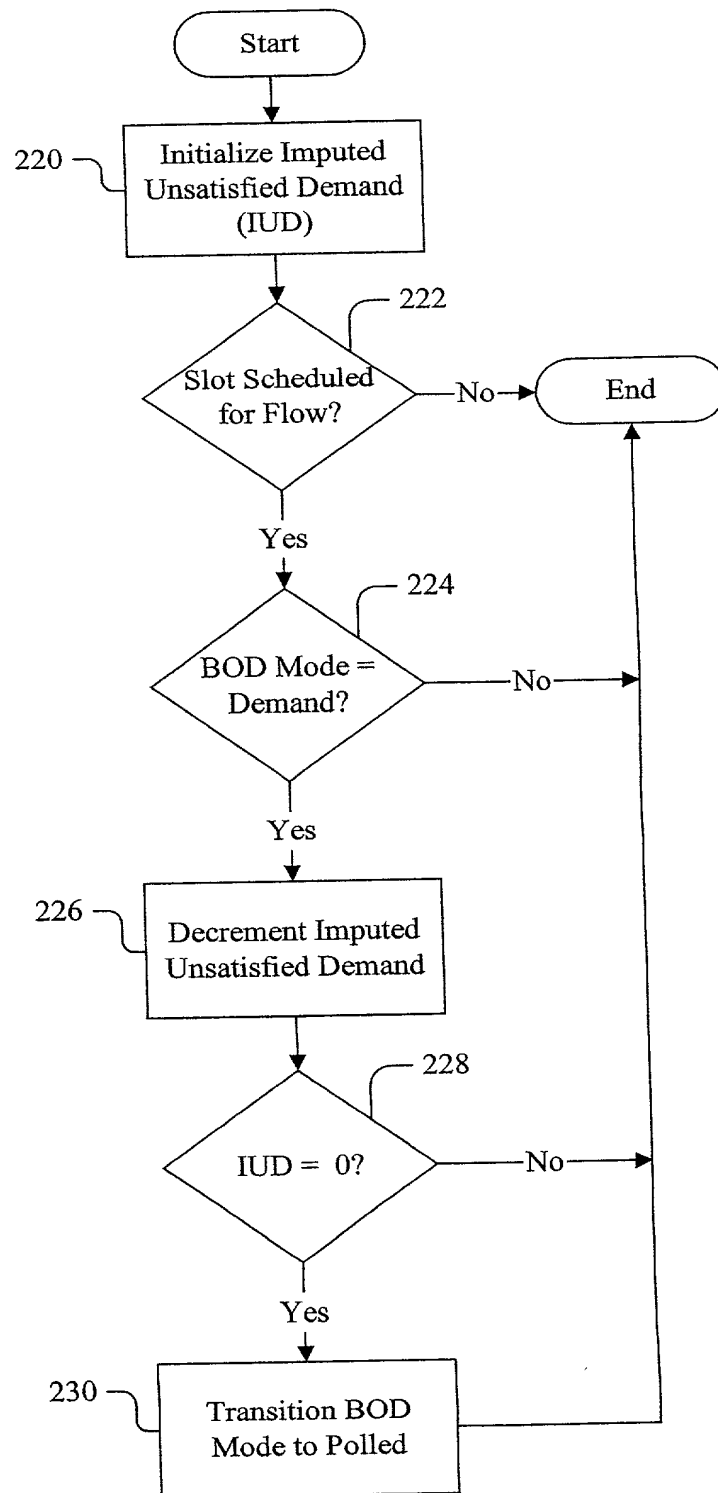 Start
220
Initialize Imputed
Unsatisfied Demand
(IUD)
222
Slot Scheduled
for Flow?
No
End
Yes
224
BOD Mode =
Demand?
No
Yes
226
Decrement Imputed
Unsatisfied Demand
228
IUD = 0?
No
Yes
230
Transition BOD
Mode to Polled